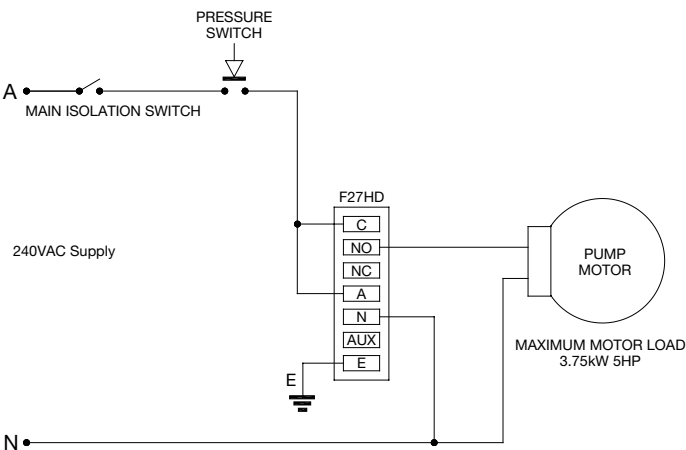 PRESSURE
SWITCH
A
MAIN ISOLATION SWITCH
F27HD
C
NO
NC
A
N
AUX
E
240VAC Supply
PUMP
MOTOR
MAXIMUM MOTOR LOAD
3.75kW 5HP
E
N